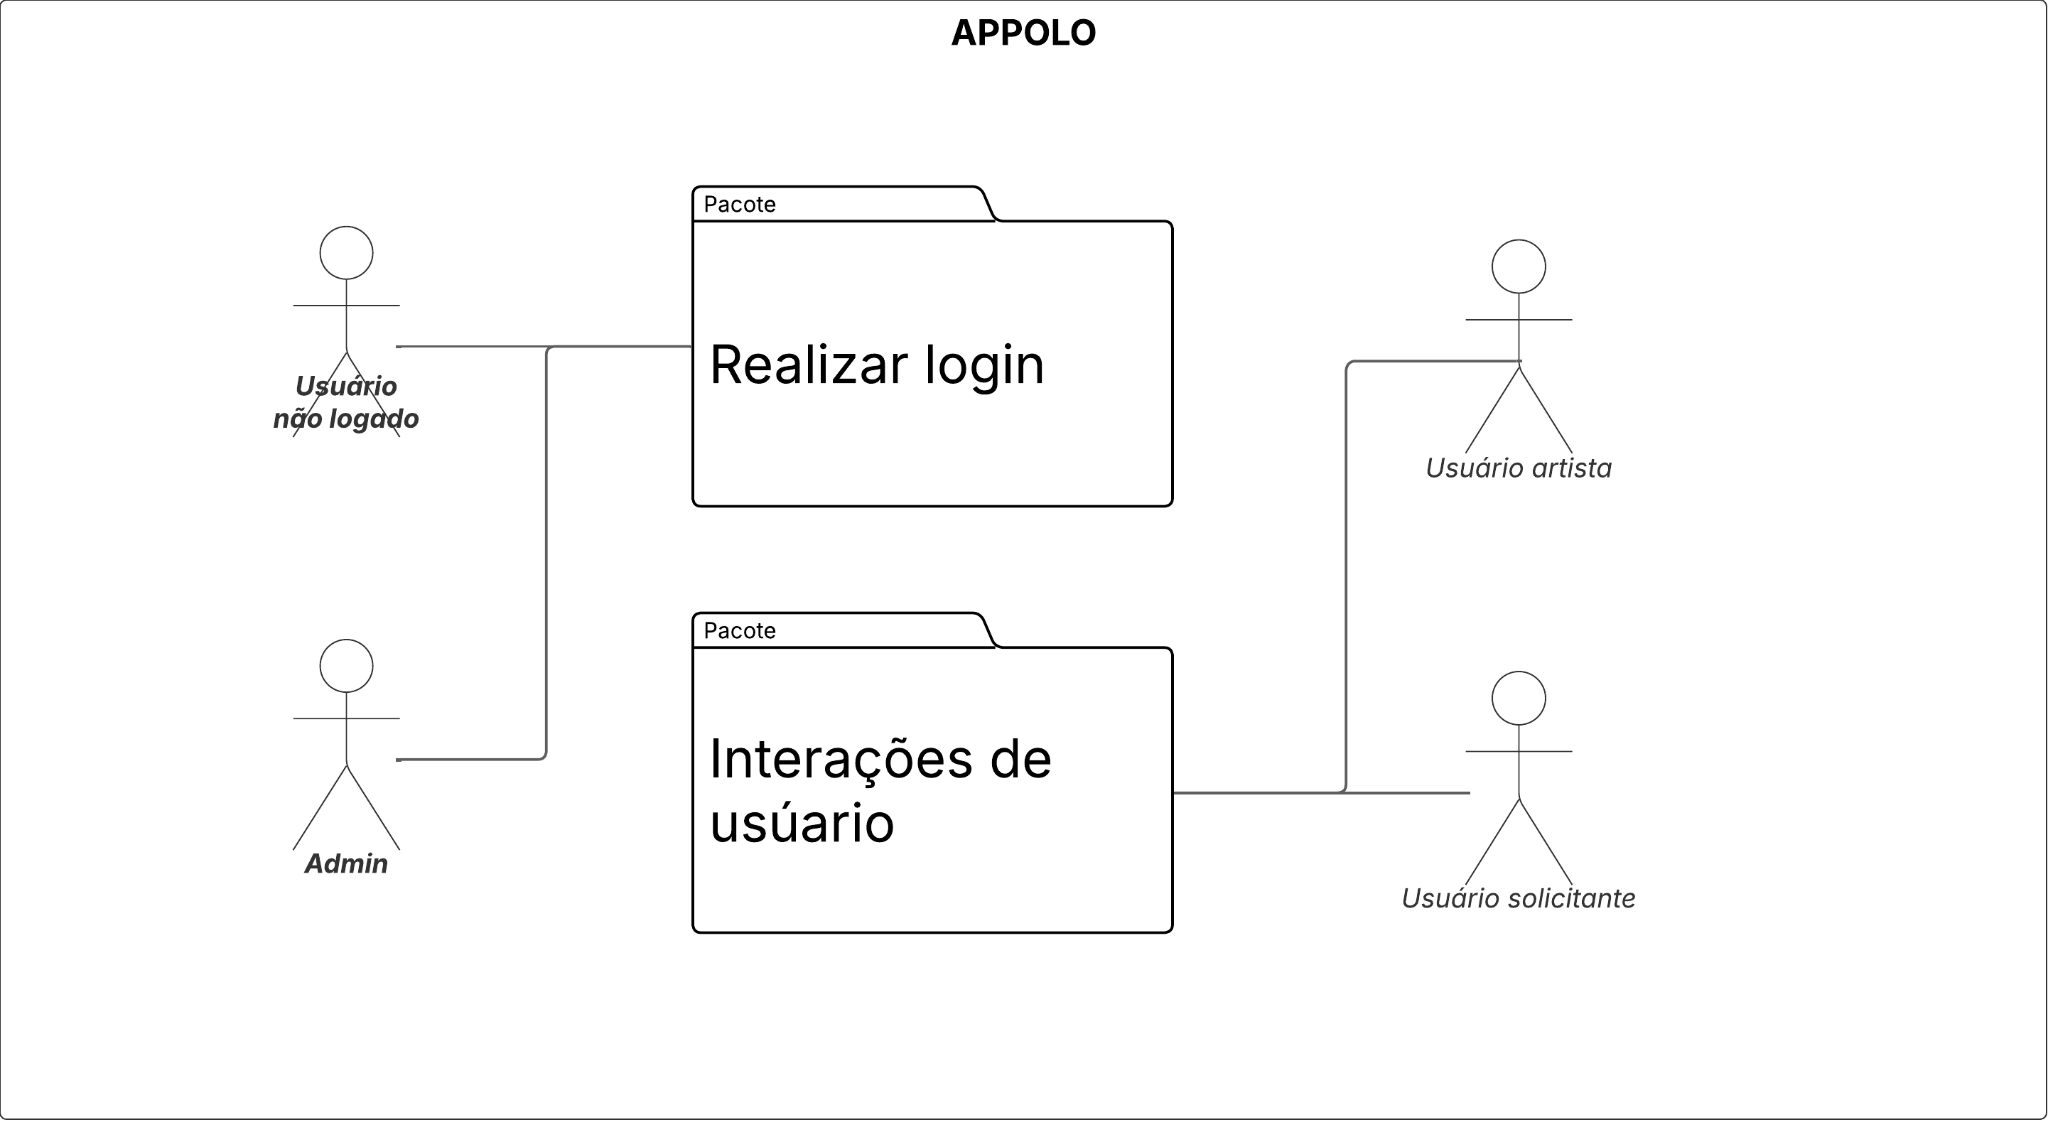 APPOLO
Pacote
Realizar login
Usuário
não logado
Usuário artista
Pacote
Interações de
usúario
Admin
Usuário solicitante